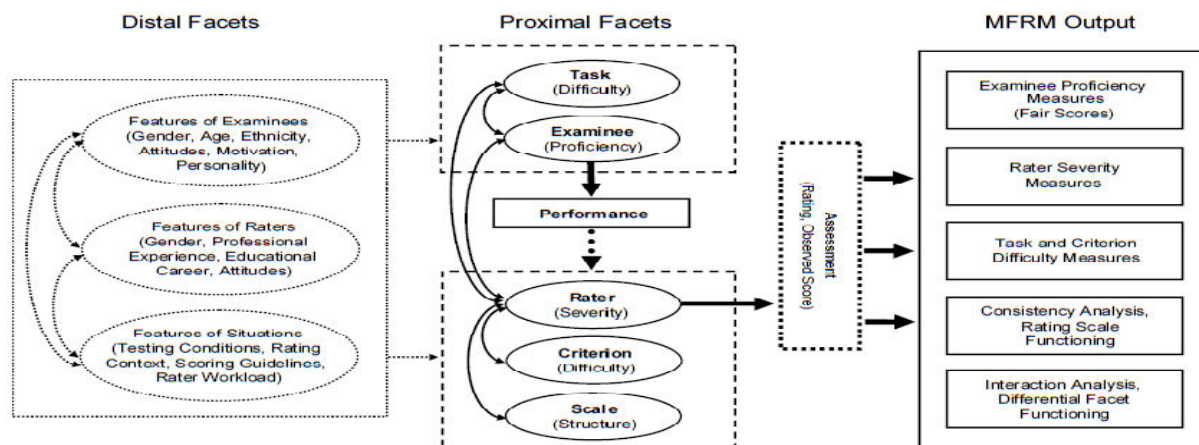 Distal Facets
Proximal Facets
MFRM Output
Features of Examinees
(Gender, Age, Ethnicity,
Attitudes, Motivation,
Personality)
Features of Raters
(Gender, Professional
Experience, Educational
Career, Attitudes)
Features of Situations
(Testing Conditions, Rating
Context, Scoring Guidelines,
Rater Workload)
Task
(Difficulty)
Examinee
(Proficiency)
Performance
Rater
(Severity)
Criterion
(Difficulty)
Scale
(Structure)
Assessment
(Rating, Observed Score)
Examinee Proficiency
Measures
(Fair Scores)
Rater Severity
Measures
Task and Criterion
Difficulty Measures
Consistency Analysis,
Rating Scale
Functioning
Interaction Analysis,
Differential Facet
Functioning